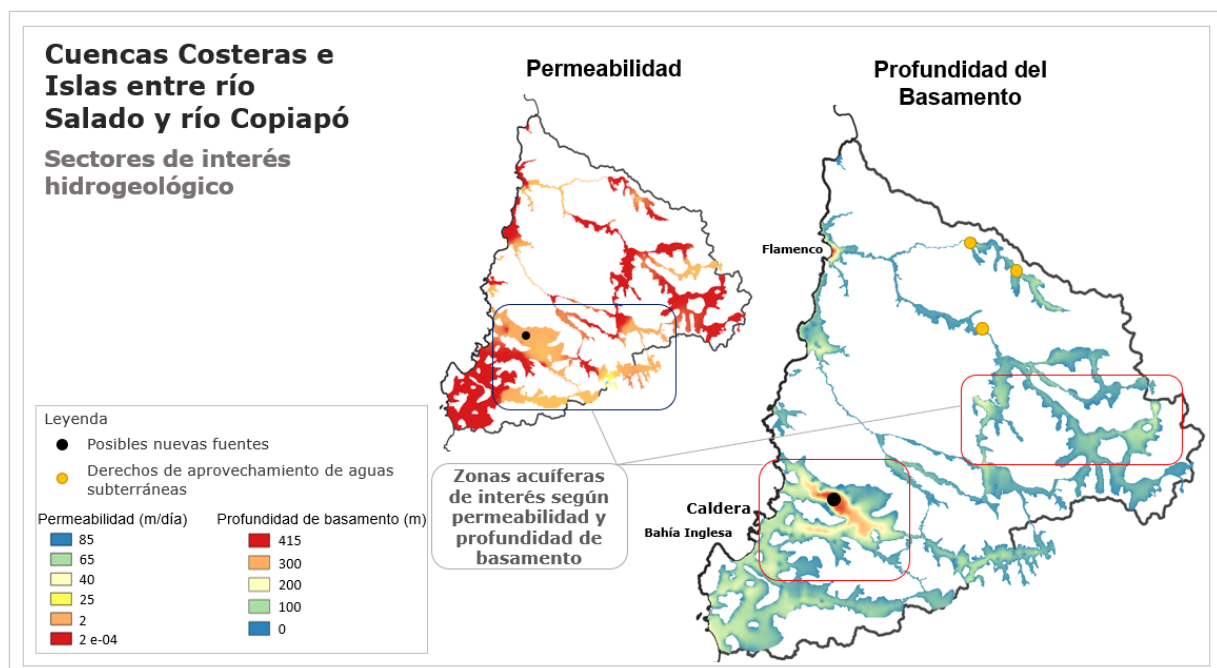 Cuencas Costeras e
Islas entre río
Salado y río Copiapó
Sectores de interés
hidrogeológico
Permeabilidad
Profundidad del
Basamento
Flamenco
Caldera
Bahía Inglesa
Zonas acuíferas
de interés según
permeabilidad y
profundidad de
basamento
Leyenda
Posibles nuevas fuentes
Derechos de aprovechamiento de aguas
subterráneas
Permeabilidad (m/día)
85
65
40
25
2
2 e-04
Profundidad de basamento (m)
415
300
200
100
0